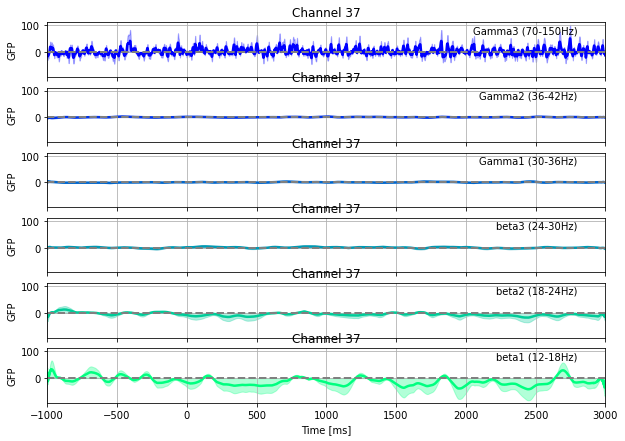 Channel 37
Gamma3 (70-150Hz)
100
0
GFP
Channel 37
Gamma2 (36-42Hz)
100
0
GFP
Channel 37
Gamma1 (30-36Hz)
100
0
GFP
Channel 37
beta3 (24-30Hz)
100
0
GFP
Channel 37
beta2 (18-24Hz)
100
0
GFP
Channel 37
beta1 (12-18Hz)
100
0
GFP
−1000 −500 0 500 1000 1500 2000 2500 3000
Time [ms]